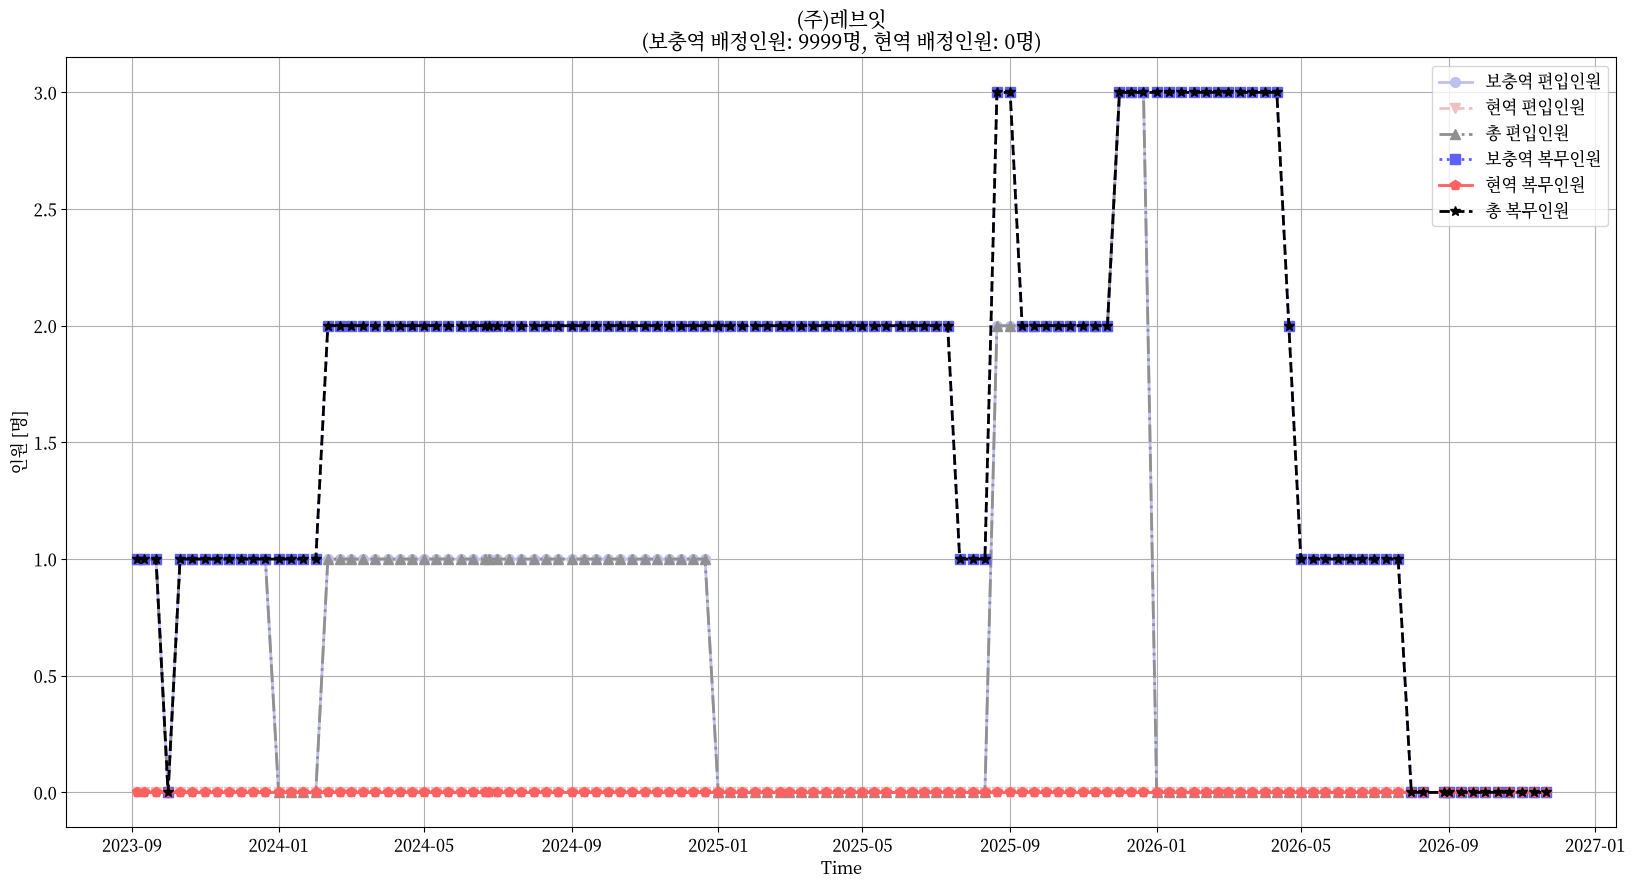 (주)레브잇
(보충역 배정인원: 9999명, 현역 배정인원: 0명)
보충역 편입인원
현역 편입인원
총 편입인원
보충역 복무인원
현역 복무인원
총 복무인원
인원 [명]
3.0
2.5
2.0
1.5
1.0
0.5
0.0
2023-09
2024-01
2024-05
2024-09
2025-01
2025-05
2025-09
2026-01
2026-05
2026-09
2027-01
Time